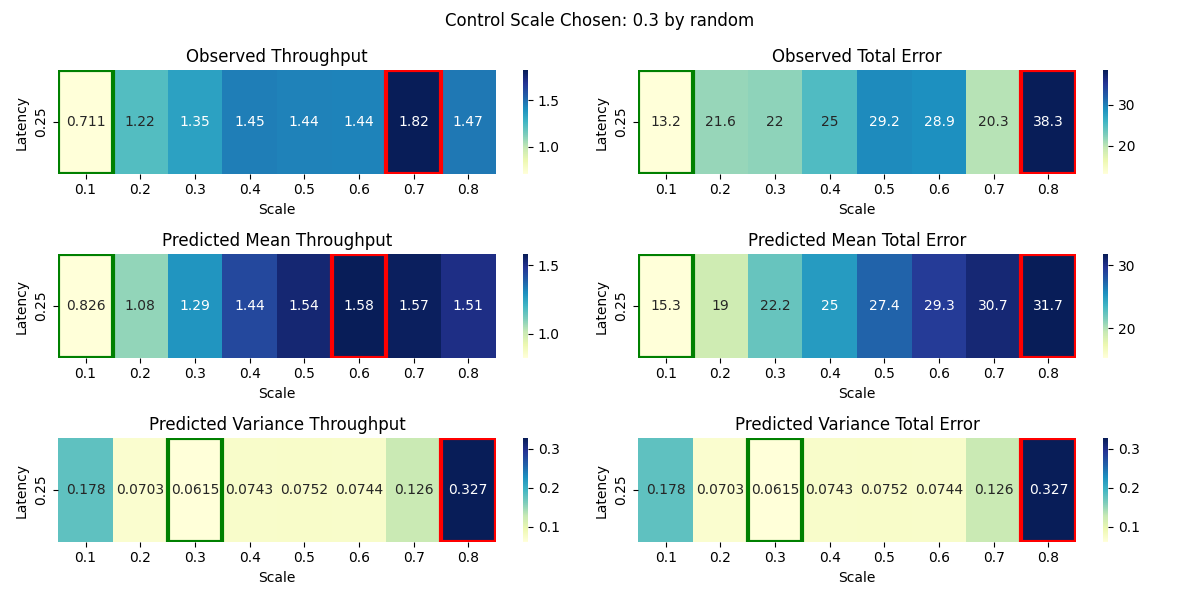 Control Scale Chosen: 0.3 by random
Observed Throughput
Latency
0.25
0.711 1.22 1.35 1.45 1.44 1.44 1.82 1.47
0.1 0.2 0.3 0.4 0.5 0.6 0.7 0.8
Scale
1.5
1.0
Observed Total Error
Latency
0.25
13.2 21.6 22 25 29.2 28.9 20.3 38.3
0.1 0.2 0.3 0.4 0.5 0.6 0.7 0.8
Scale
30
20
Predicted Mean Throughput
Latency
0.25
0.826 1.08 1.29 1.44 1.54 1.58 1.57 1.51
0.1 0.2 0.3 0.4 0.5 0.6 0.7 0.8
Scale
1.5
1.0
Predicted Mean Total Error
Latency
0.25
15.3 19 22.2 25 27.4 29.3 30.7 31.7
0.1 0.2 0.3 0.4 0.5 0.6 0.7 0.8
Scale
30
20
Predicted Variance Throughput
Latency
0.25
0.178 0.0703 0.0615 0.0743 0.0752 0.0744 0.126 0.327
0.1 0.2 0.3 0.4 0.5 0.6 0.7 0.8
Scale
0.3
0.2
0.1
Predicted Variance Total Error
Latency
0.25
0.178 0.0703 0.0615 0.0743 0.0752 0.0744 0.126 0.327
0.1 0.2 0.3 0.4 0.5 0.6 0.7 0.8
Scale
0.3
0.2
0.1